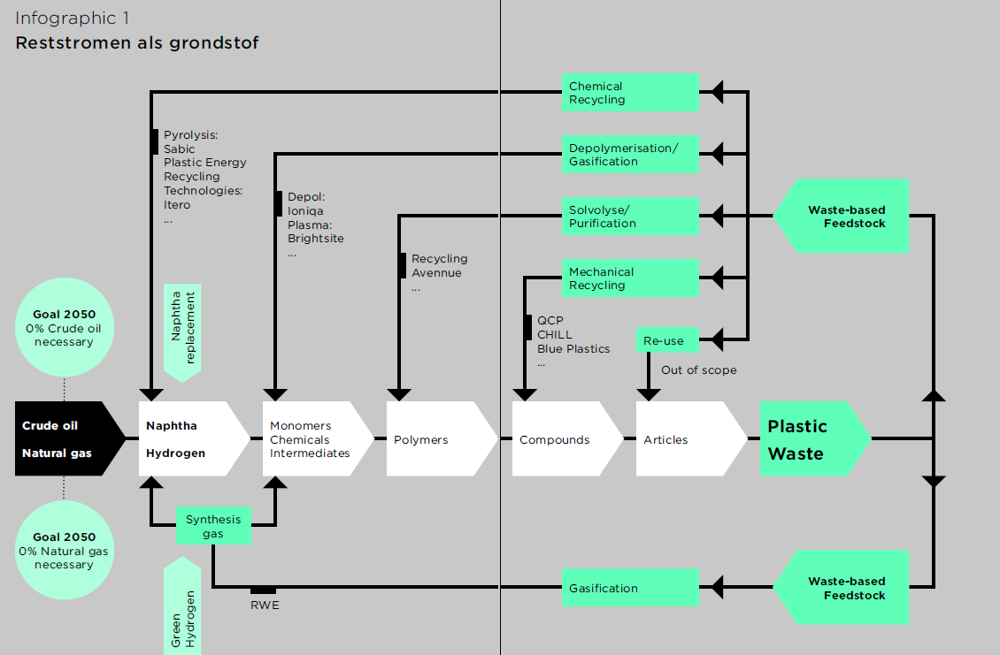 Infographic 1
Reststromen als grondstof
Chemical
Recycling
Pyrolysis:
Sabic
Plastic Energy
Recycling
Technologies:
Itero
...
Depolymerisation/
Gasification
Depol:
Ioniqa
Plasma:
Brightsite
...
Solvolyse/
Purification
Waste-based
Feedstock
Recycling
Avennue
...
Mechanical
Recycling
Goal 2050
0% Crude oil
necessary
Naphtha
replacement
QCP
CHILL
Blue Plastics
...
Re-use
Out of scope
Crude oil
Natural gas
Naphtha
Hydrogen
Monomers
Chemicals
Intermediates
Polymers
Compounds
Articles
Plastic
Waste
Goal 2050
0% Natural gas
necessary
Synthesis
gas
Green
Hydrogen
RWE
Gasification
Waste-based
Feedstock